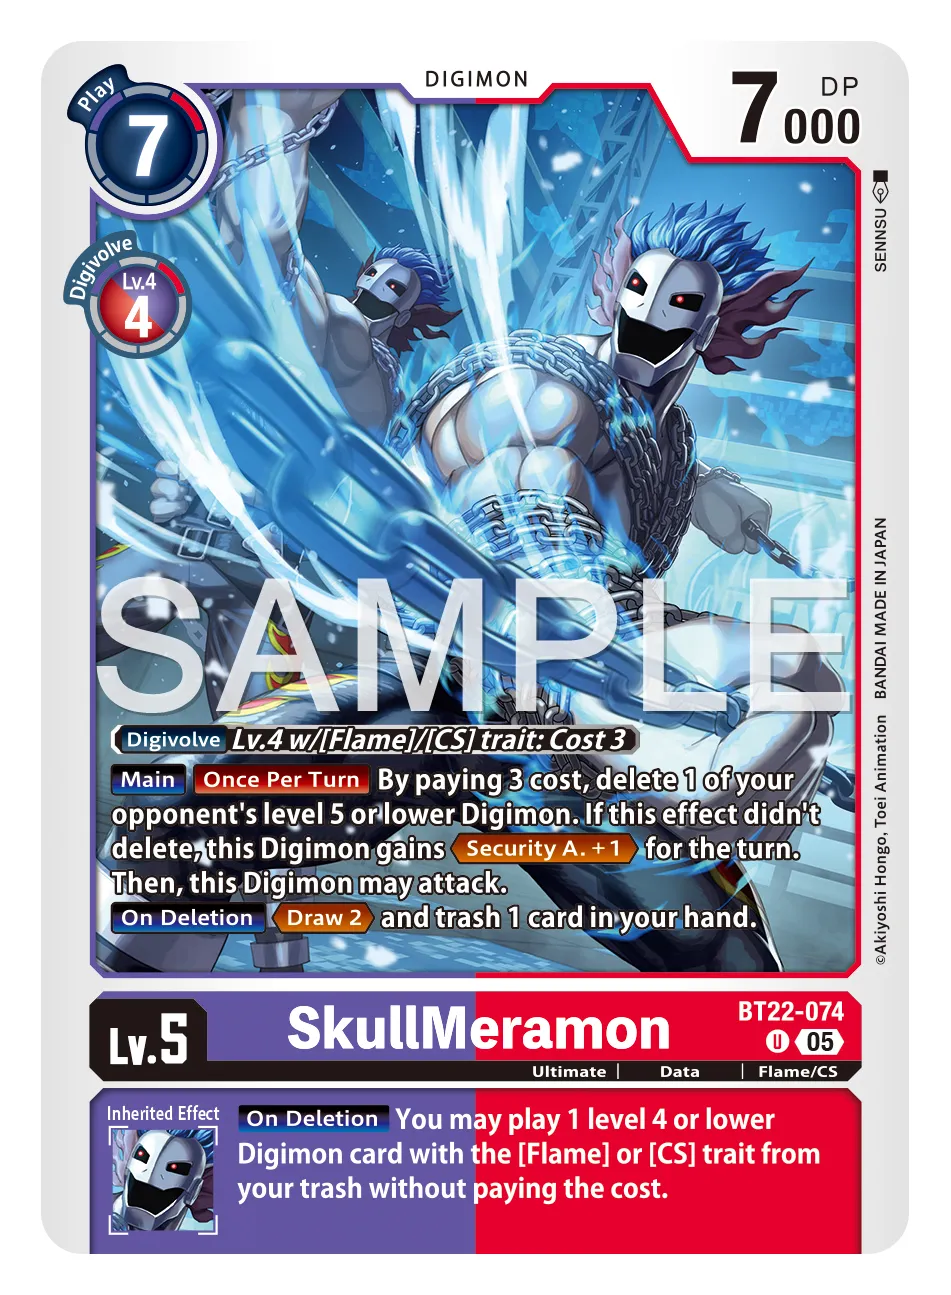 DIGIMON
Play
7
7000
DP
Digivolve
Lv.4
4
SENNSU
SAMPLE
Digivolve Lv.4 w/[Flame]/[CS] trait: Cost 3
Main Once Per Turn By paying 3 cost, delete 1 of your
opponent's level 5 or lower Digimon. If this effect didn't
delete, this Digimon gains Security A. +1 for the turn.
Then, this Digimon may attack.
On Deletion Draw 2 and trash 1 card in your hand.
©Akiyoshi Hongo, Toei Animation BANDAI MADE IN JAPAN
Lv.5
SkullMeramon
BT22-074
U 05
Ultimate | Data | Flame/CS
Inherited Effect
On Deletion You may play 1 level 4 or lower
Digimon card with the [Flame] or [CS] trait from
your trash without paying the cost.